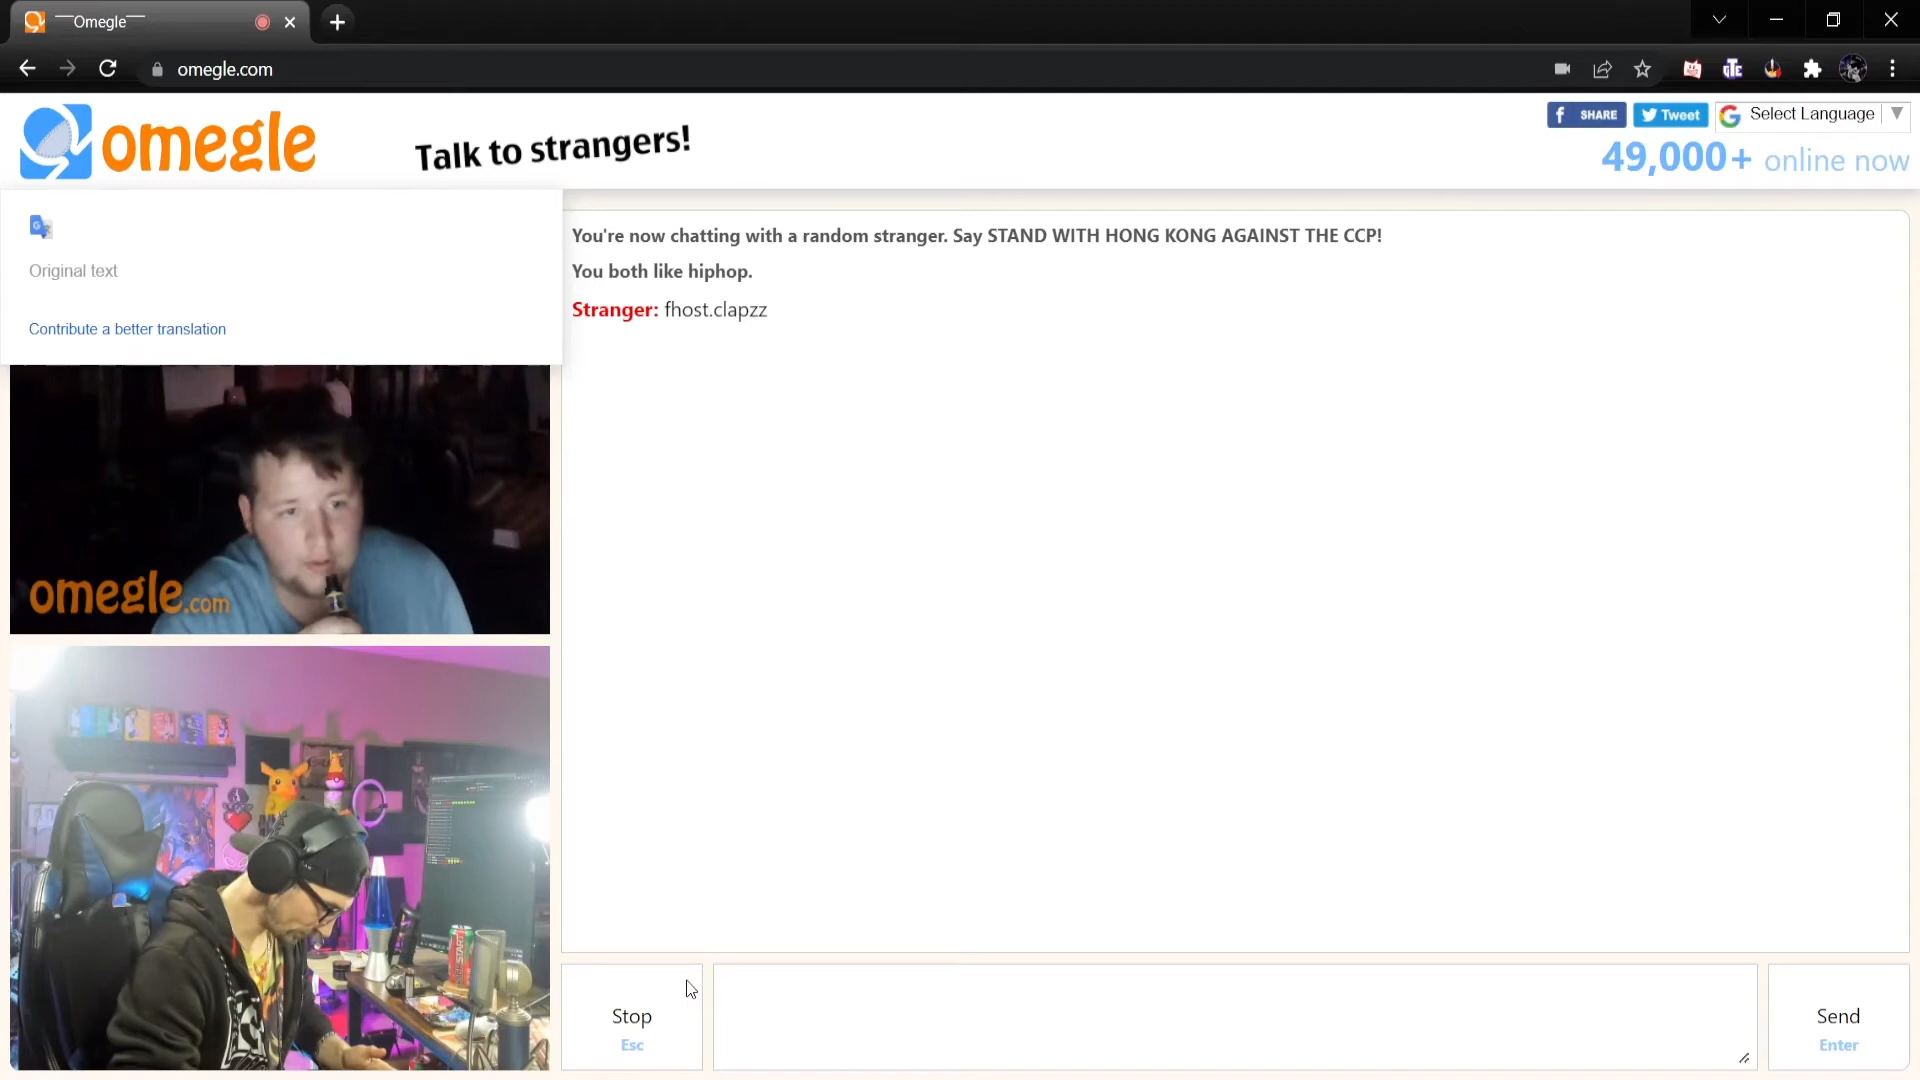 Omegle
omegle.com
omegle
Talk to strangers!
f SHARE
Tweet
G Select Language
49,000+ online now
Original text
Contribute a better translation
You're now chatting with a random stranger. Say STAND WITH HONG KONG AGAINST THE CCP!
You both like hiphop.
Stranger: fhost.clapzz
omegle.com
Stop
Esc
Send
Enter